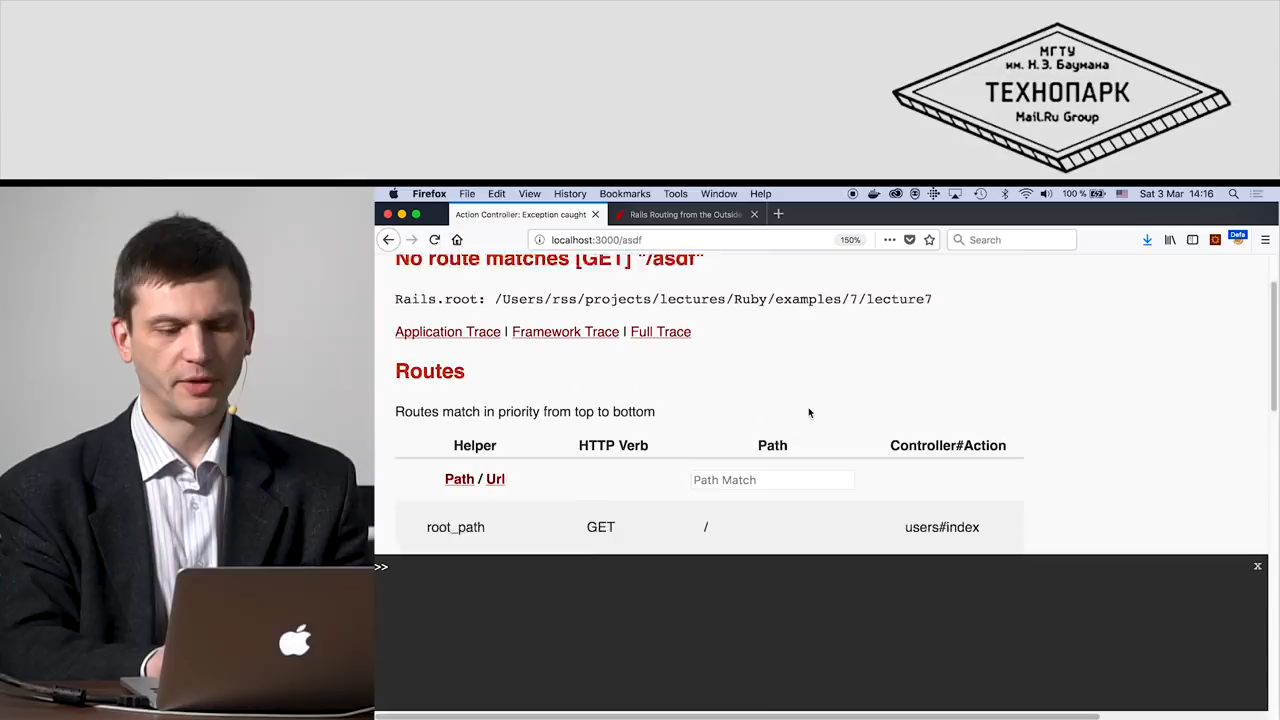 МГТУ
им. Н.Э. Баумана
ТЕХНОПАРК
Mail.Ru Group
Firefox File Edit View History Bookmarks Tools Window Help 100 % Sat 3 Mar 14:16
Action Controller: Exception caught Rails Routing from the Outside
localhost:3000/asdf 150% Search Defa
No route matches [GET] "/asdf"
Rails.root: /Users/rss/projects/lectures/Ruby/examples/7/lecture7
Application Trace | Framework Trace | Full Trace
Routes
Routes match in priority from top to bottom
Helper HTTP Verb Path Controller#Action
Path / Url Path Match
root_path GET / users#index
>> x